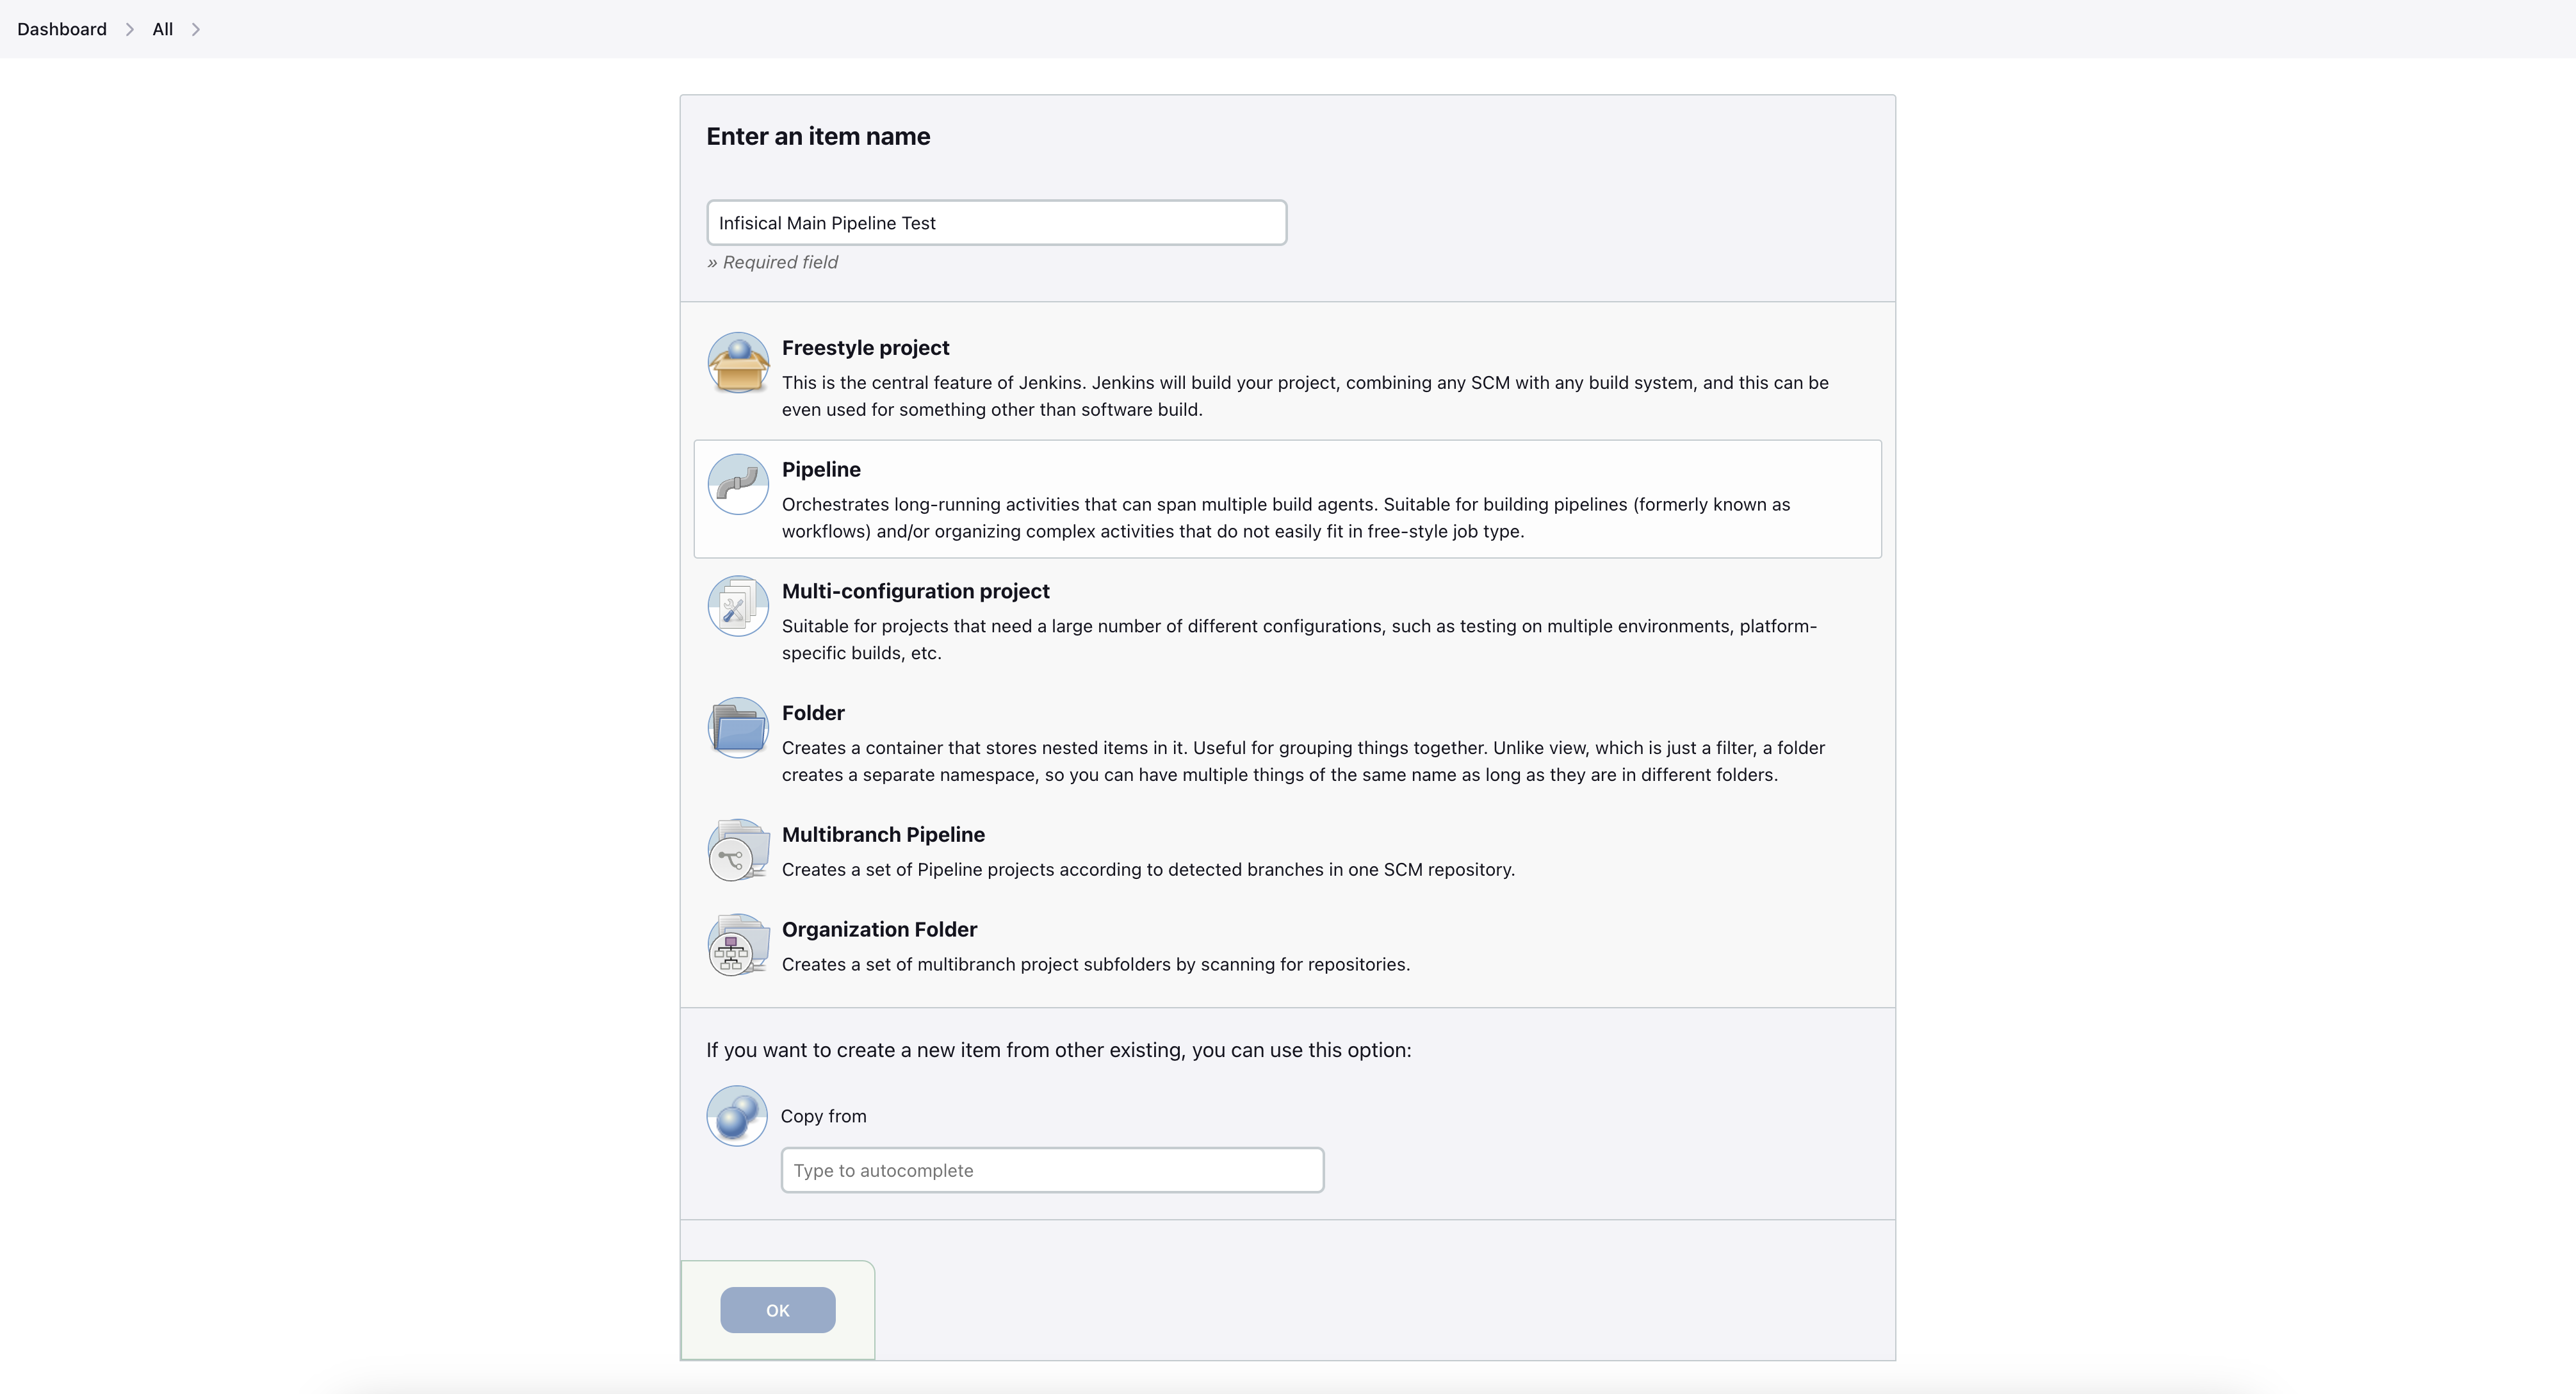 Dashboard
All
Enter an item name
Infisical Main Pipeline Test
» Required field
Freestyle project
This is the central feature of Jenkins. Jenkins will build your project, combining any SCM with any build system, and this can be
even used for something other than software build.
Pipeline
Orchestrates long-running activities that can span multiple build agents. Suitable for building pipelines (formerly known as
workflows) and/or organizing complex activities that do not easily fit in free-style job type.
Multi-configuration project
Suitable for projects that need a large number of different configurations, such as testing on multiple environments, platform-
specific builds, etc.
Folder
Creates a container that stores nested items in it. Useful for grouping things together. Unlike view, which is just a filter, a folder
creates a separate namespace, so you can have multiple things of the same name as long as they are in different folders.
Multibranch Pipeline
Creates a set of Pipeline projects according to detected branches in one SCM repository.
Organization Folder
Creates a set of multibranch project subfolders by scanning for repositories.
If you want to create a new item from other existing, you can use this option:
Copy from
Type to autocomplete
OK